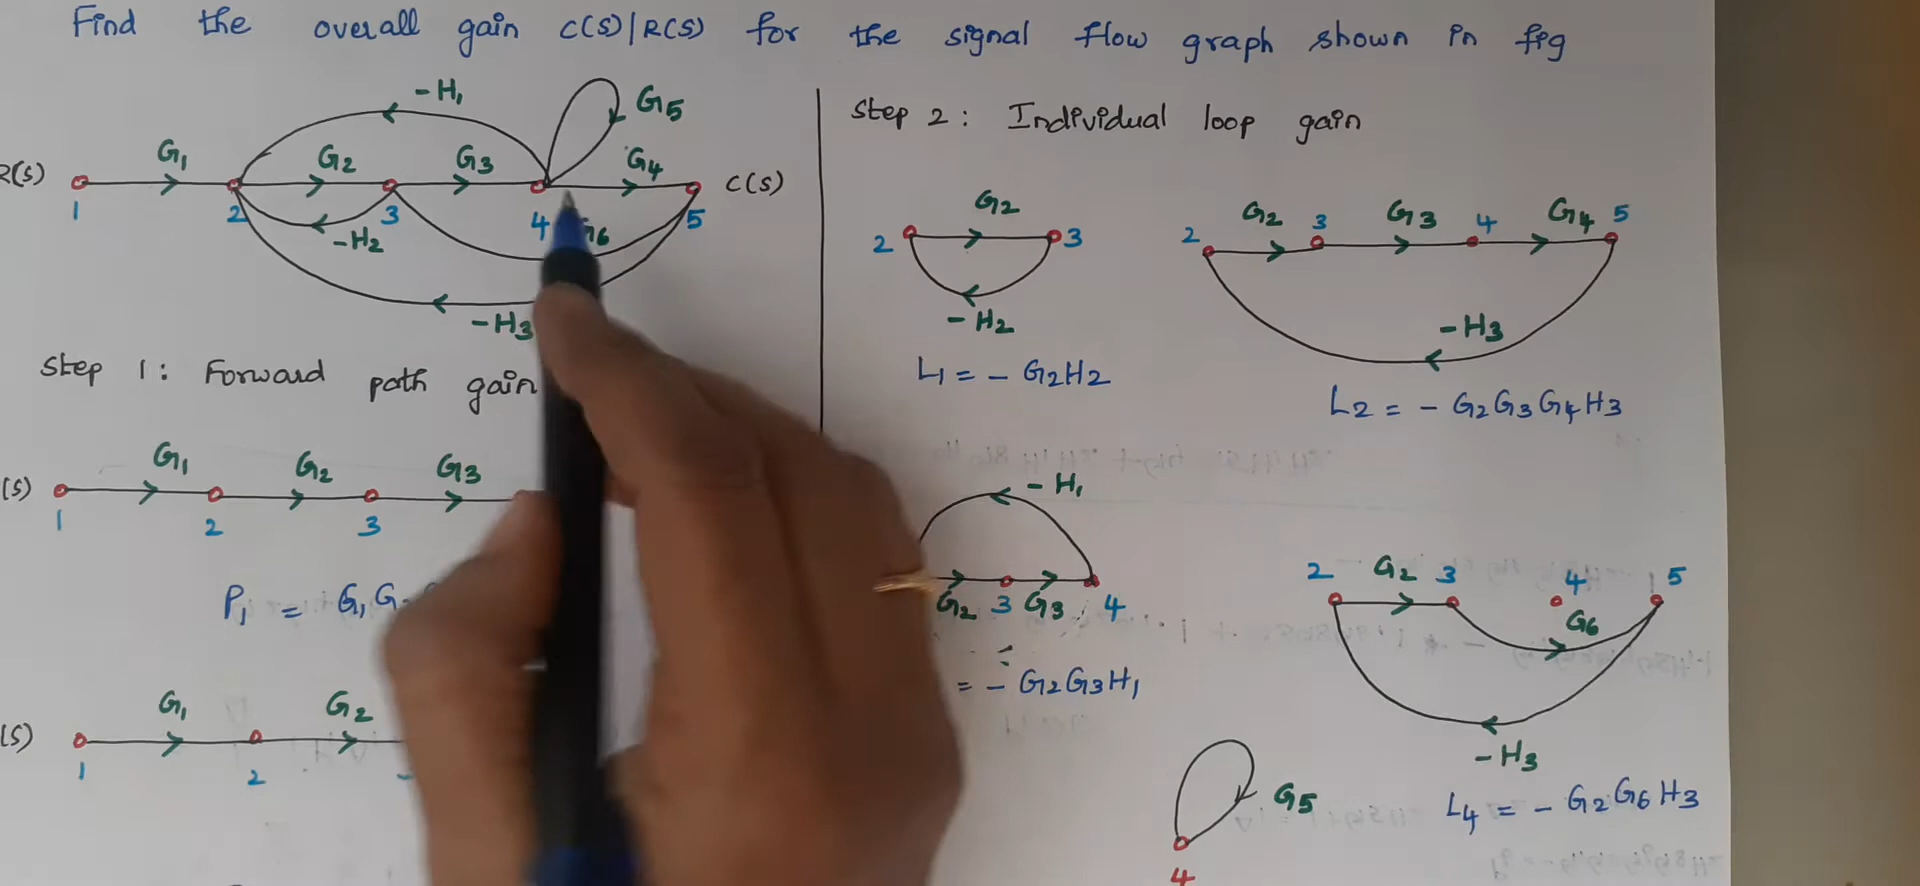 Find the overall gain C(S)/R(S) for the signal flow graph shown in fig
-H1
G5
R(S) G1 G2 G3 G4 C(S)
1 2 3 4 5
-H2 G6
-H3
Step 1: Forward path gain
G1 G2 G3
(S)
1 2 3
P1 = G1G
G1 G2
(S)
1 2
Step 2: Individual loop gain
G2
2 3
-H2
L1 = - G2H2
G2 G3 G4
2 3 4 5
-H3
L2 = - G2G3G4H3
-H1
G2 3 G3 4
= - G2G3H1
2 G2 3 4 5
G6
-H3
L4 = - G2G6H3
G5
4